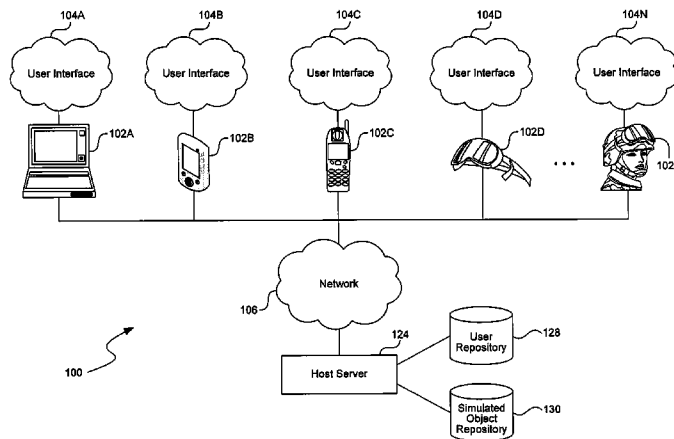 104A
104B
104C
104D
104N
User Interface
User Interface
User Interface
User Interface
User Interface
102A
102B
102C
102D
102
Network
106
124
Host Server
User
Repository
128
Simulated
Object
Repository
130
100